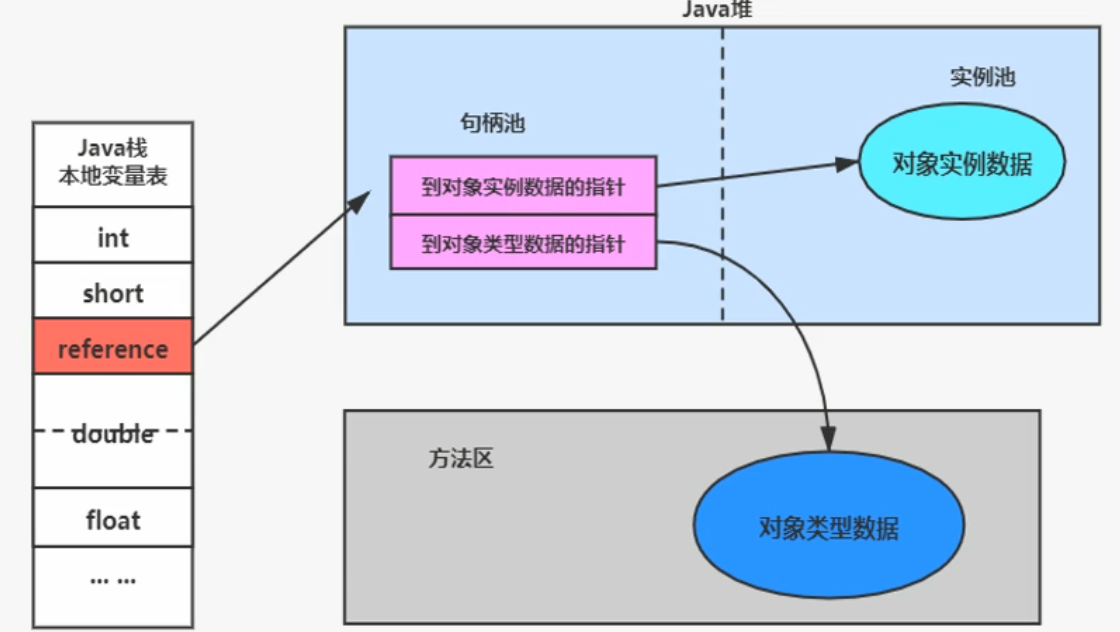 Java堆
实例池
句柄池
到对象实例数据的指针
到对象类型数据的指针
对象实例数据
Java栈
本地变量表
int
short
reference
double
float
... ...
方法区
对象类型数据